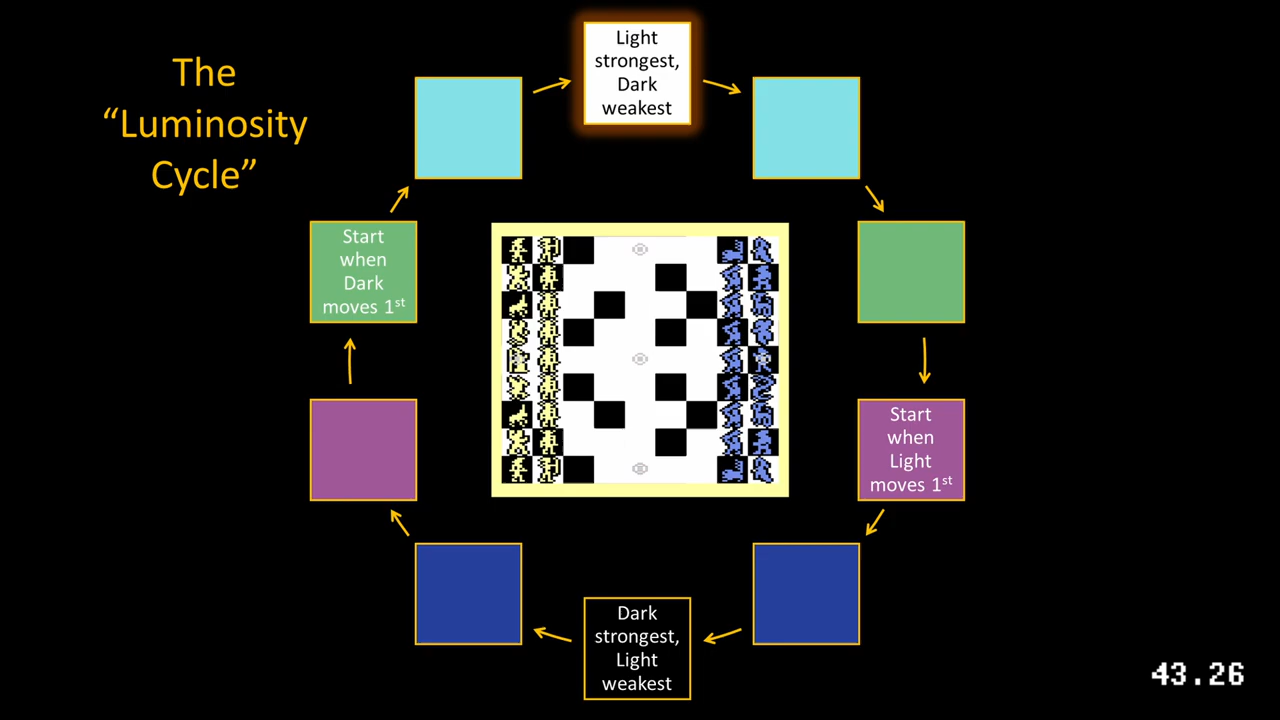 The
“Luminosity
Cycle”
Light
strongest,
Dark
weakest
Start
when
Dark
moves 1st
Start
when
Light
moves 1st
Dark
strongest,
Light
weakest
43.26